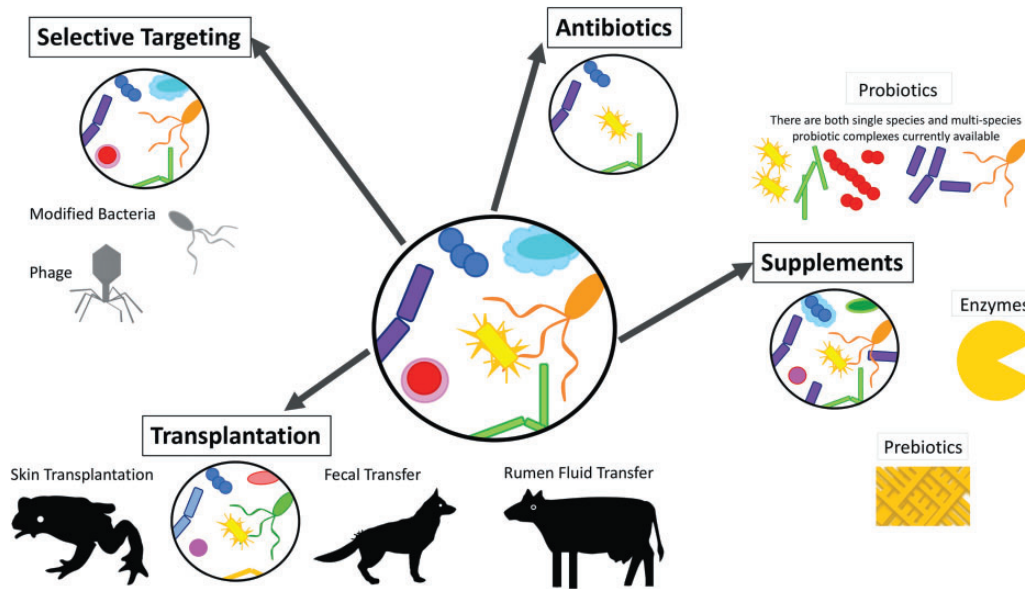 Selective Targeting
Antibiotics
Probiotics
There are both single species and multi-species
probiotic complexes currently available
Modified Bacteria
Phage
Supplements
Enzymes
Transplantation
Prebiotics
Skin Transplantation
Fecal Transfer
Rumen Fluid Transfer